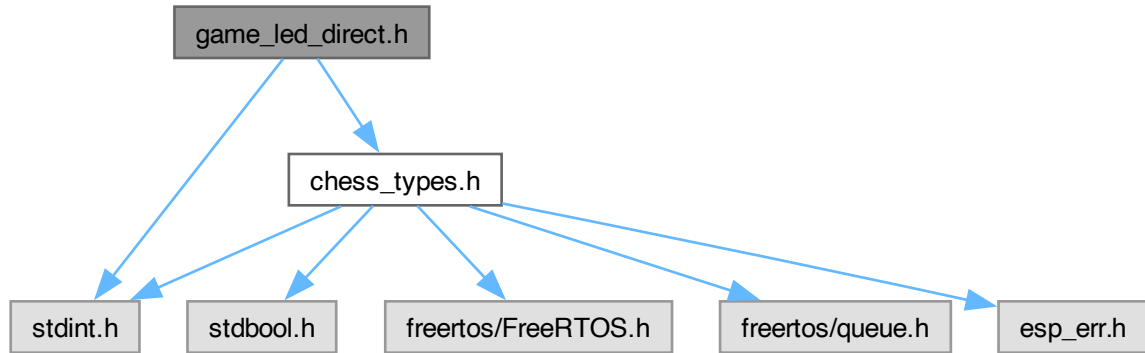 game_led_direct.h
chess_types.h
stdint.h
stdbool.h
freertos/FreeRTOS.h
freertos/queue.h
esp_err.h